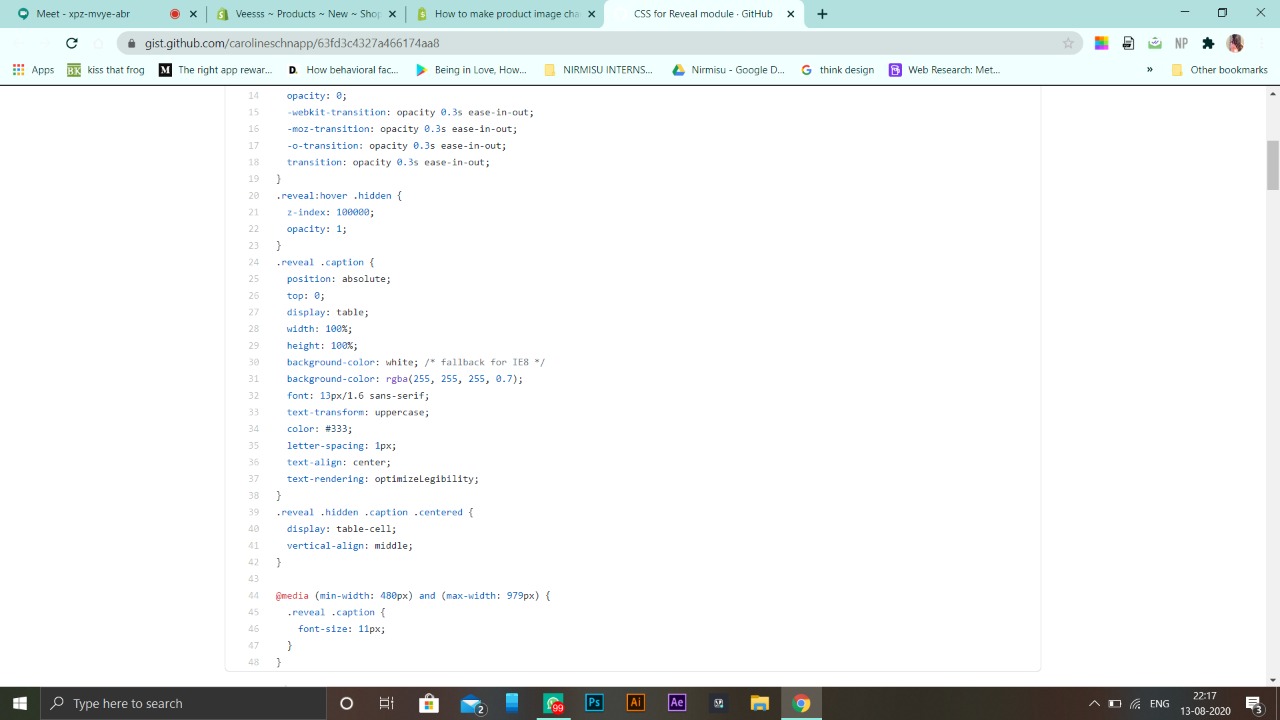 Meet - xpz-mvye-abr
Veesss ~ Products ~ New ~ Shop
How to make product image cha
CSS for Reveal module · GitHub
gist.github.com/carolineschnapp/63fd3c4327a466174aa8
NP
Apps
BK kiss that frog
M The right app rewar...
D. How behavioral fac...
Being in Love, How...
NIRMISU INTERNS...
Nirmisu - Google D...
think design
Web Research: Met...
»
Other bookmarks
14 opacity: 0;
15 -webkit-transition: opacity 0.3s ease-in-out;
16 -moz-transition: opacity 0.3s ease-in-out;
17 -o-transition: opacity 0.3s ease-in-out;
18 transition: opacity 0.3s ease-in-out;
19 }
20 .reveal:hover .hidden {
21 z-index: 100000;
22 opacity: 1;
23 }
24 .reveal .caption {
25 position: absolute;
26 top: 0;
27 display: table;
28 width: 100%;
29 height: 100%;
30 background-color: white; /* fallback for IE8 */
31 background-color: rgba(255, 255, 255, 0.7);
32 font: 13px/1.6 sans-serif;
33 text-transform: uppercase;
34 color: #333;
35 letter-spacing: 1px;
36 text-align: center;
37 text-rendering: optimizeLegibility;
38 }
39 .reveal .hidden .caption .centered {
40 display: table-cell;
41 vertical-align: middle;
42 }
43
44 @media (min-width: 480px) and (max-width: 979px) {
45 .reveal .caption {
46 font-size: 11px;
47 }
48 }
Type here to search
2
99
Ps
Ai
Ae
ENG
22:17
13-08-2020
3